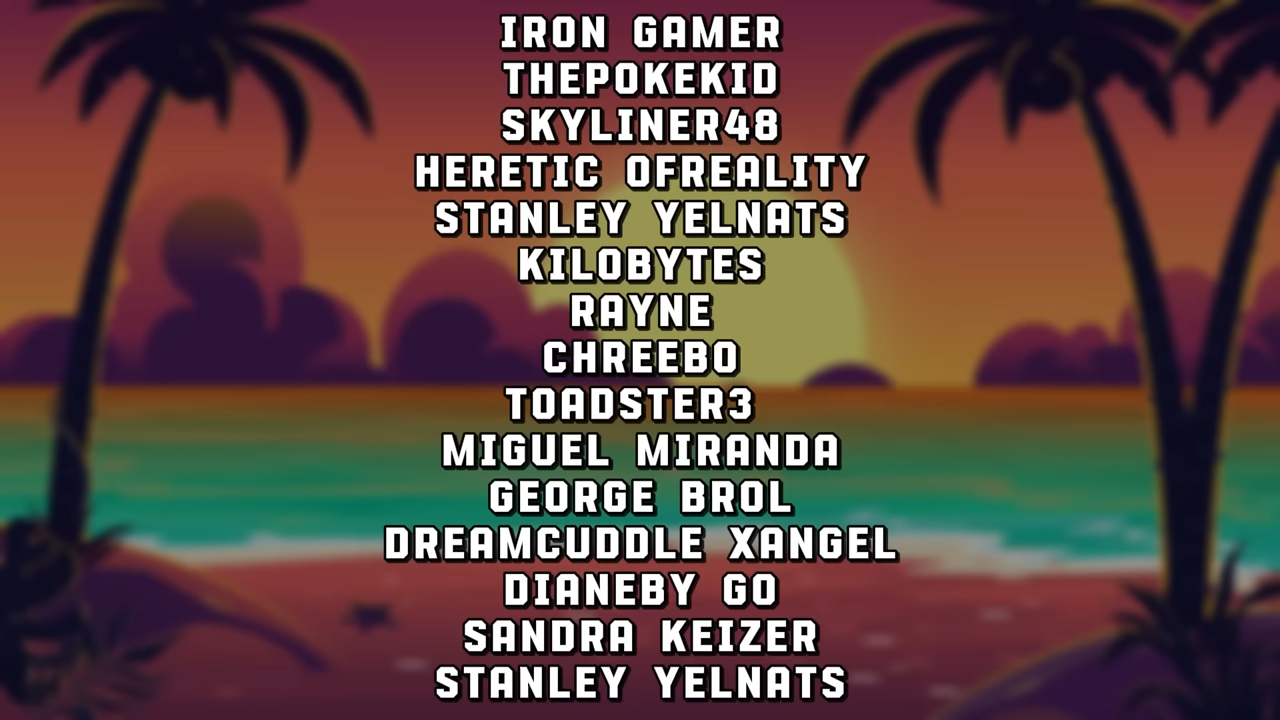 IRON GAMER
THEPOKEKID
SKYLINER48
HERETIC OFREALITY
STANLEY YELNATS
KILOBYTES
RAYNE
CHREEBO
TOADSTER3
MIGUEL MIRANDA
GEORGE BROL
DREAMCUDDLE XANGEL
DIANEBY GO
SANDRA KEIZER
STANLEY YELNATS